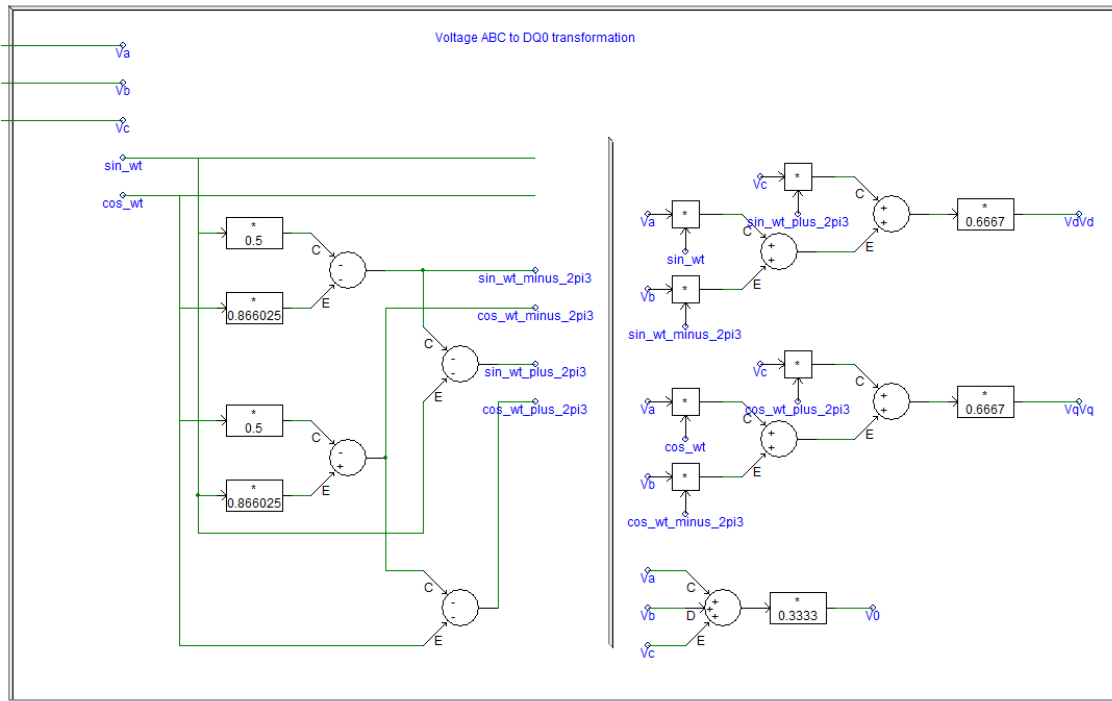 Voltage ABC to DQ0 transformation
Va
Vb
Vc
sin_wt
cos_wt
*
0.5
C
-
-
*
0.866025
E
sin_wt_minus_2pi3
cos_wt_minus_2pi3
C
-
-
E
sin_wt_plus_2pi3
cos_wt_plus_2pi3
*
0.5
C
-
+
*
0.866025
E
C
-
-
E
Vc
*
C
sin_wt_plus_2pi3
+
+
E
*
0.6667
VdVd
Va
*
C
sin_wt
+
+
Vb
*
E
sin_wt_minus_2pi3
Vc
*
C
cos_wt_plus_2pi3
+
+
E
*
0.6667
VqVq
Va
*
C
cos_wt
+
+
Vb
*
E
cos_wt_minus_2pi3
Va
C
Vb
D
+
+
+
Vc
E
*
0.3333
V0